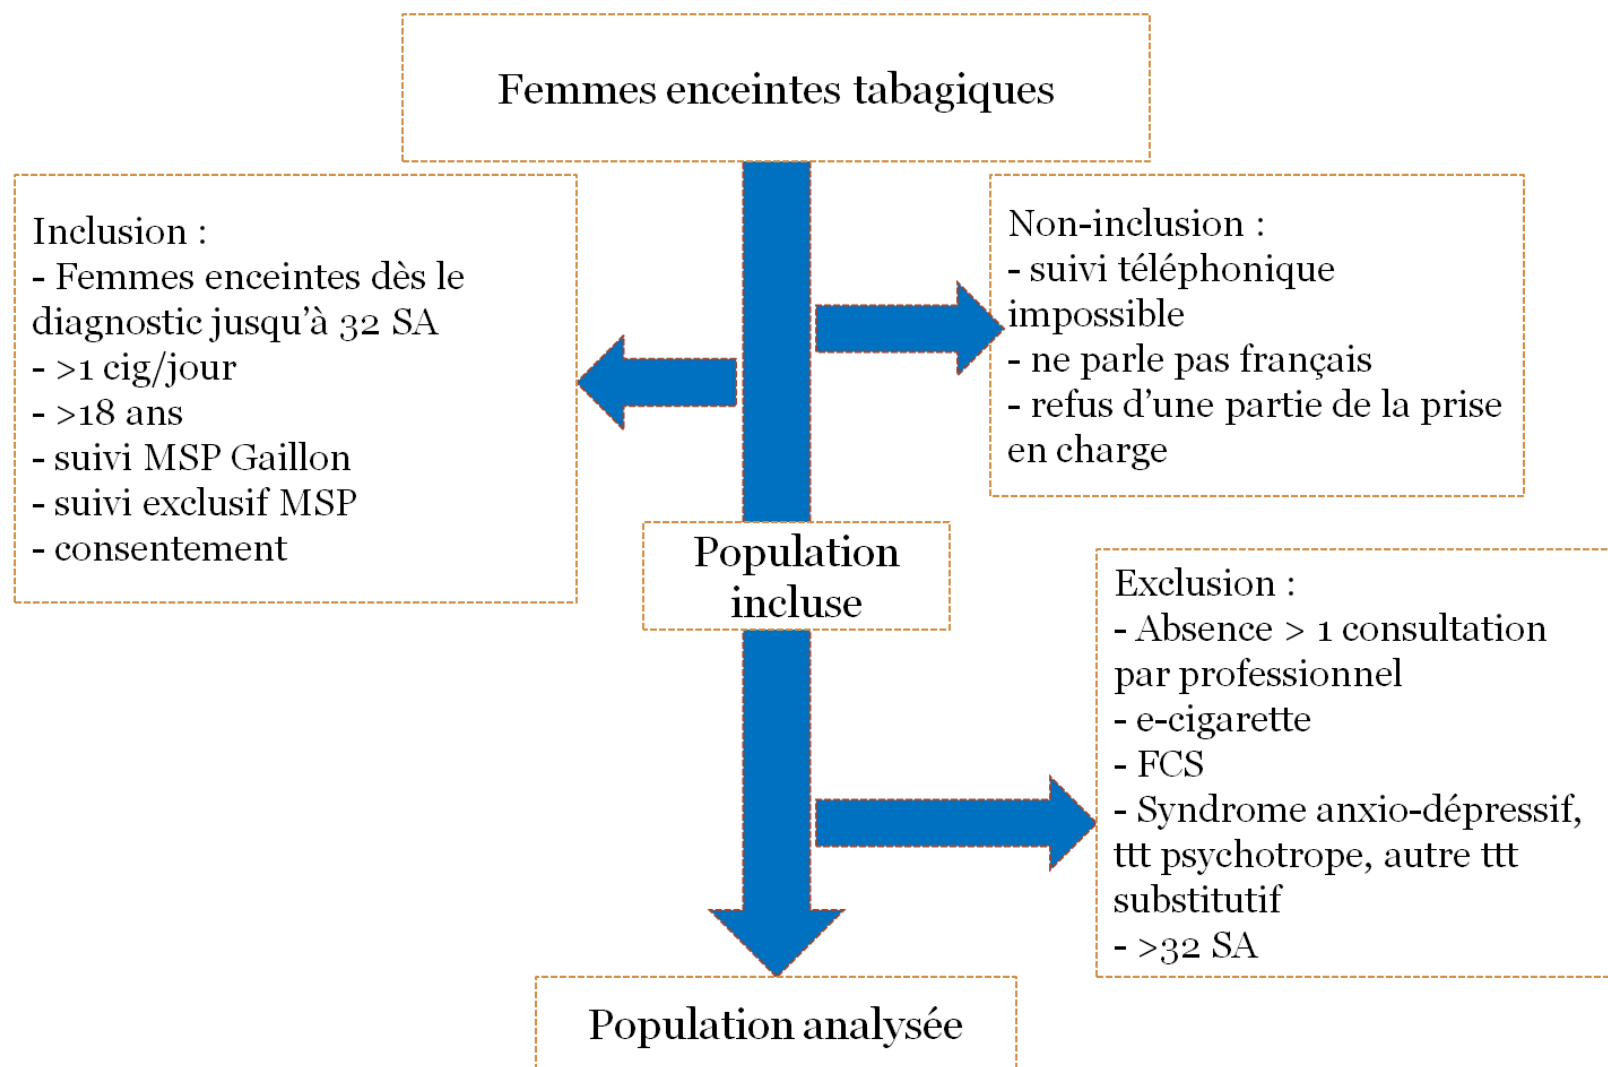 Femmes enceintes tabagiques
Inclusion :
- Femmes enceintes dès le
diagnostic jusqu’à 32 SA
- >1 cig/jour
- >18 ans
- suivi MSP Gaillon
- suivi exclusif MSP
- consentement
Non-inclusion :
- suivi téléphonique
impossible
- ne parle pas français
- refus d’une partie de la prise
en charge
Population
incluse
Exclusion :
- Absence > 1 consultation
par professionnel
- e-cigarette
- FCS
- Syndrome anxio-dépressif,
ttt psychotrope, autre ttt
substitutif
- >32 SA
Population analysée